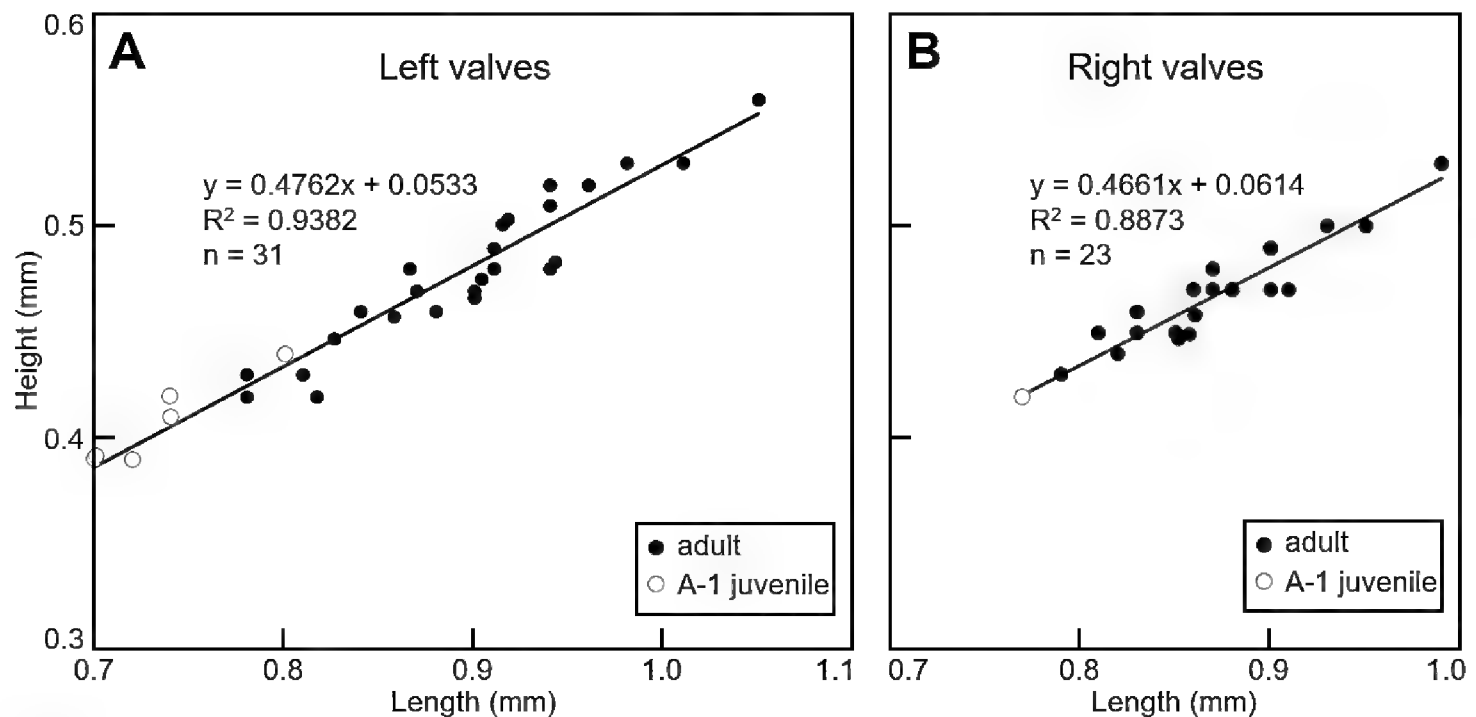 A
Left valves
y = 0.4762x + 0.0533
R² = 0.9382
n = 31
Height (mm)
0.6
0.5
0.4
0.3
adult
A-1 juvenile
0.7 0.8 0.9 1.0 1.1
Length (mm)
B
Right valves
y = 0.4661x + 0.0614
R² = 0.8873
n = 23
adult
A-1 juvenile
0.7 0.8 0.9 1.0
Length (mm)